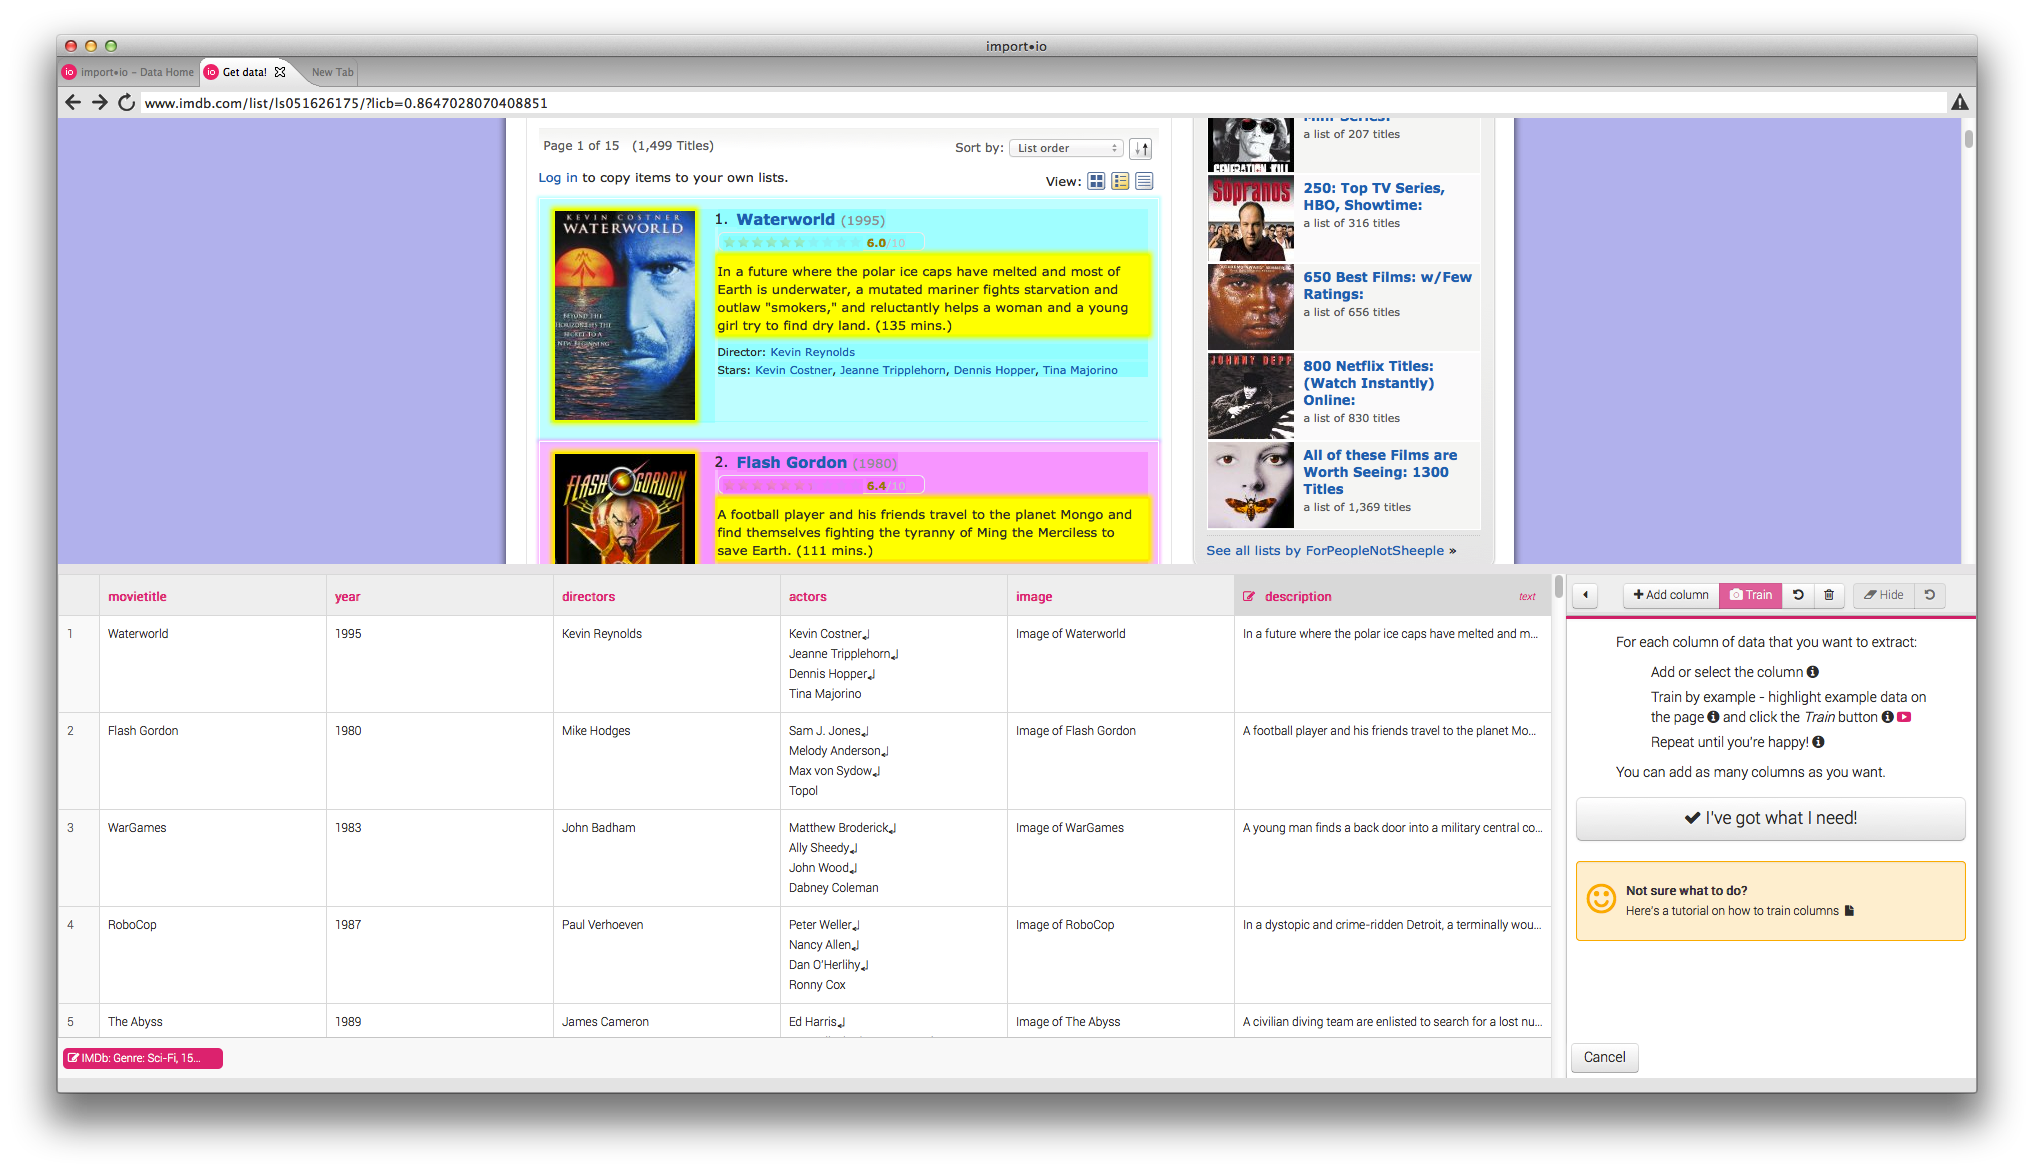 import•io
io import•io - Data Home
io Get data!
New Tab
www.imdb.com/list/ls051626175/?licb=0.8647028070408851
Page 1 of 15 (1,499 Titles)
Sort by: List order
Log in to copy items to your own lists.
View:
KEVIN COSTNER
WATERWORLD
BEYOND THE
HORIZON LIES THE
SECRET TO A
NEW BEGINNING
1. Waterworld (1995)
6.0/10
In a future where the polar ice caps have melted and most of
Earth is underwater, a mutated mariner fights starvation and
outlaw "smokers," and reluctantly helps a woman and a young
girl try to find dry land. (135 mins.)
Director: Kevin Reynolds
Stars: Kevin Costner, Jeanne Tripplehorn, Dennis Hopper, Tina Majorino
FLASH GORDON
2. Flash Gordon (1980)
6.4/10
A football player and his friends travel to the planet Mongo and
find themselves fighting the tyranny of Ming the Merciless to
save Earth. (111 mins.)
Mini-Series:
a list of 207 titles
GENERATION KILL
Sopranos
250: Top TV Series,
HBO, Showtime:
a list of 316 titles
650 Best Films: w/Few
Ratings:
a list of 656 titles
JOHNNY DEPP
800 Netflix Titles:
(Watch Instantly)
Online:
a list of 830 titles
All of these Films are
Worth Seeing: 1300
Titles
a list of 1,369 titles
See all lists by ForPeopleNotSheeple »
movietitle year directors actors image description text
1 Waterworld 1995 Kevin Reynolds Kevin Costner Image of Waterworld In a future where the polar ice caps have melted and m...
Jeanne Tripplehorn
Dennis Hopper
Tina Majorino
2 Flash Gordon 1980 Mike Hodges Sam J. Jones Image of Flash Gordon A football player and his friends travel to the planet Mo...
Melody Anderson
Max von Sydow
Topol
3 WarGames 1983 John Badham Matthew Broderick Image of WarGames A young man finds a back door into a military central co...
Ally Sheedy
John Wood
Dabney Coleman
4 RoboCop 1987 Paul Verhoeven Peter Weller Image of RoboCop In a dystopic and crime-ridden Detroit, a terminally wou...
Nancy Allen
Dan O'Herlihy
Ronny Cox
5 The Abyss 1989 James Cameron Ed Harris Image of The Abyss A civilian diving team are enlisted to search for a lost nu...
IMDb: Genre: Sci-Fi, 15...
Add column Train Hide
For each column of data that you want to extract:
Add or select the column
Train by example - highlight example data on
the page and click the Train button
Repeat until you're happy!
You can add as many columns as you want.
I've got what I need!
Not sure what to do?
Here's a tutorial on how to train columns
Cancel